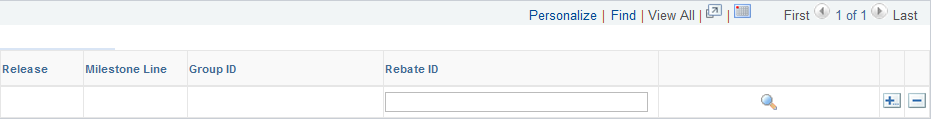 Personalize | Find | View All | | First 1 of 1 Last
Release Milestone Line Group ID Rebate ID